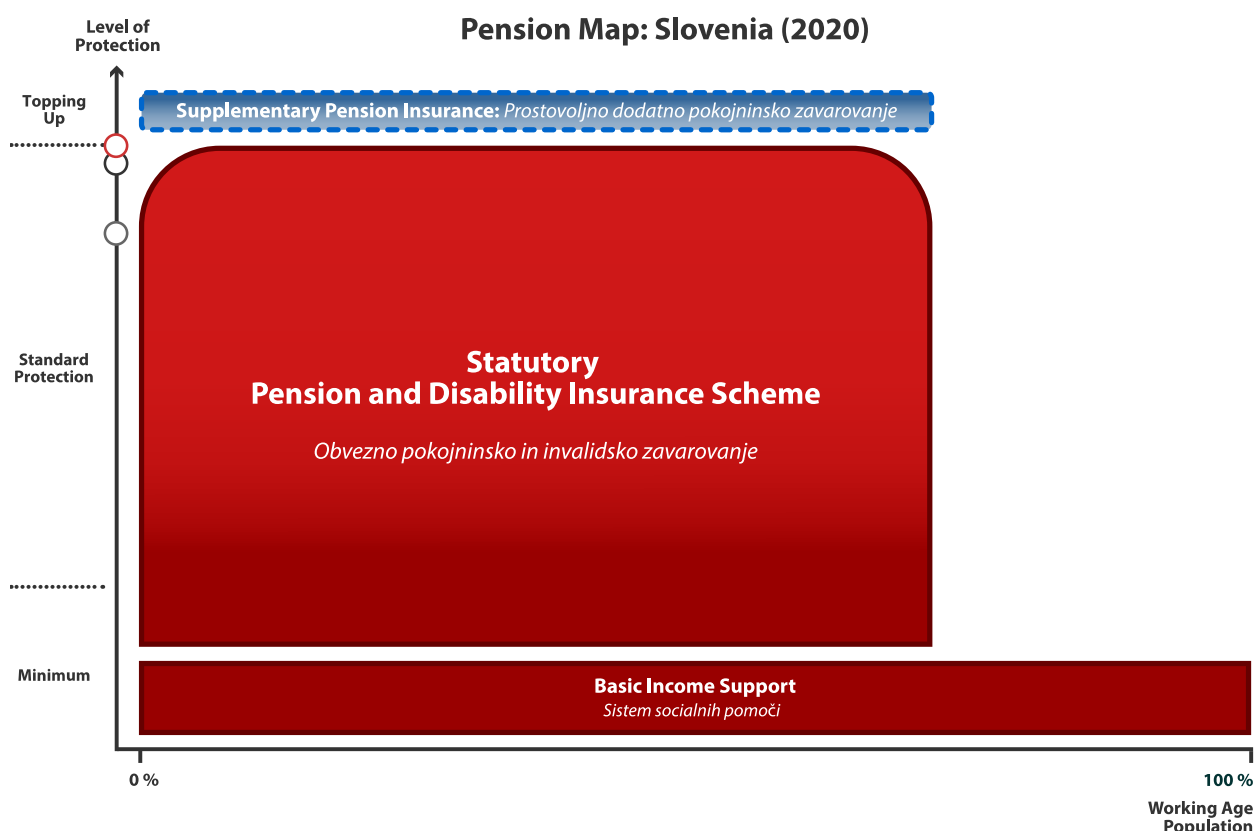 Pension Map: Slovenia (2020)
Level of
Protection
Topping
Up
Supplementary Pension Insurance: Prostovoljno dodatno pokojninsko zavarovanje
Standard
Protection
Statutory
Pension and Disability Insurance Scheme
Obvezno pokojninsko in invalidsko zavarovanje
Minimum
Basic Income Support
Sistem socialnih pomoči
0 %
100 %
Working Age
Population